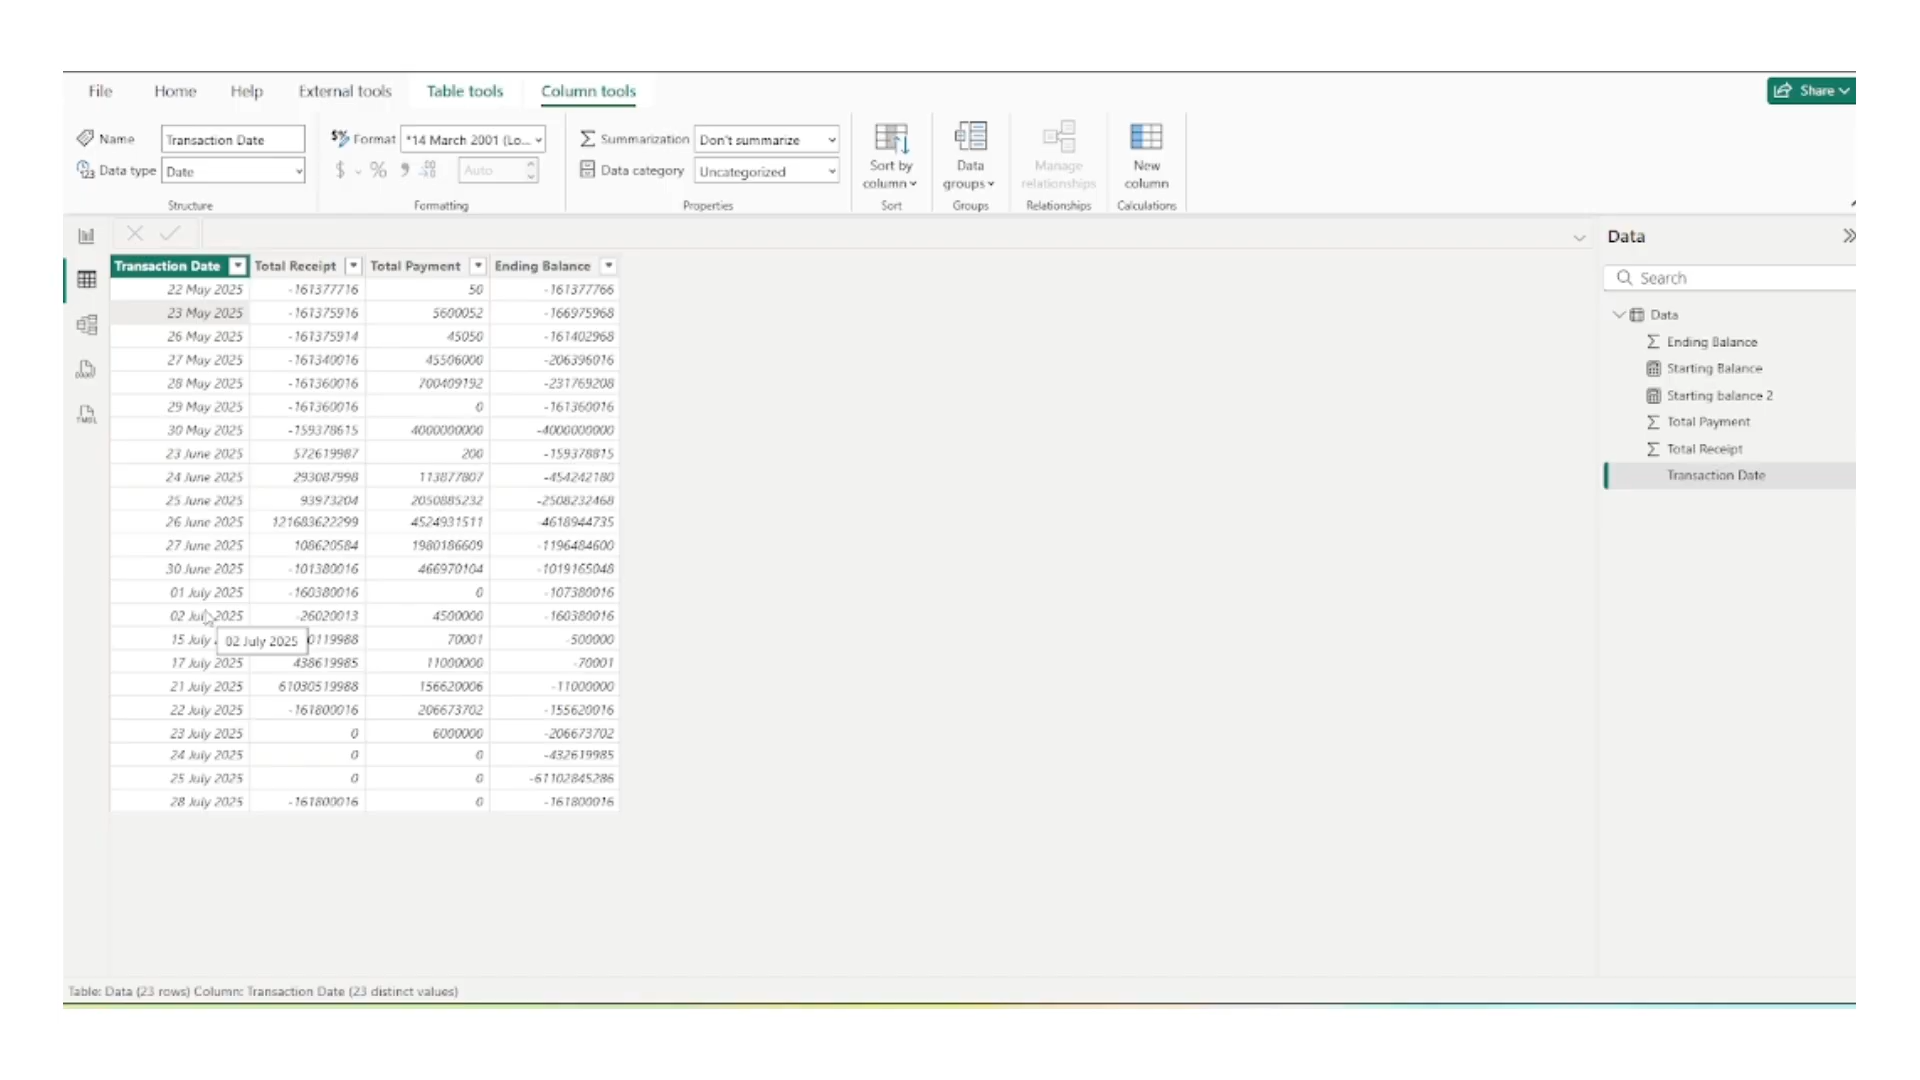 File Home Help External tools Table tools Column tools Share
Name Transaction Date Format *14 March 2001 (Lo... Summarization Don't summarize Sort by column Data groups Manage relationships New column
Data type Date $ % 9 .00 Auto Data category Uncategorized
Structure Formatting Properties Sort Groups Relationships Calculations
Data
Search
Data
Ending Balance
Starting Balance
Starting balance 2
Total Payment
Total Receipt
Transaction Date
Transaction Date Total Receipt Total Payment Ending Balance
22 May 2025 -161377716 50 -161377766
23 May 2025 -161375916 5600052 -166975968
26 May 2025 -161375914 45050 -161402968
27 May 2025 -161340016 45506000 -206396016
28 May 2025 -161360016 700409192 -231769208
29 May 2025 -161360016 0 -161360016
30 May 2025 -159378615 4000000000 -4000000000
23 June 2025 572619987 200 -159378815
24 June 2025 293087998 113877807 -454242180
25 June 2025 93973204 2050885232 -2508232468
26 June 2025 121683622299 4524931511 -4618944735
27 June 2025 108620584 1980186609 -1196484600
30 June 2025 -101380016 466970104 -1019165048
01 July 2025 -160380016 0 -107380016
02 July 2025 -26020013 4500000 -160380016
15 July 02 July 2025 0119988 70001 -500000
17 July 2025 438619985 11000000 -70001
21 July 2025 61030519988 156620006 -11000000
22 July 2025 -161800016 206673702 -155620016
23 July 2025 0 6000000 -206673702
24 July 2025 0 0 -432619985
25 July 2025 0 0 -61102845286
28 July 2025 -161800016 0 -161800016
Table: Data (23 rows) Column: Transaction Date (23 distinct values)